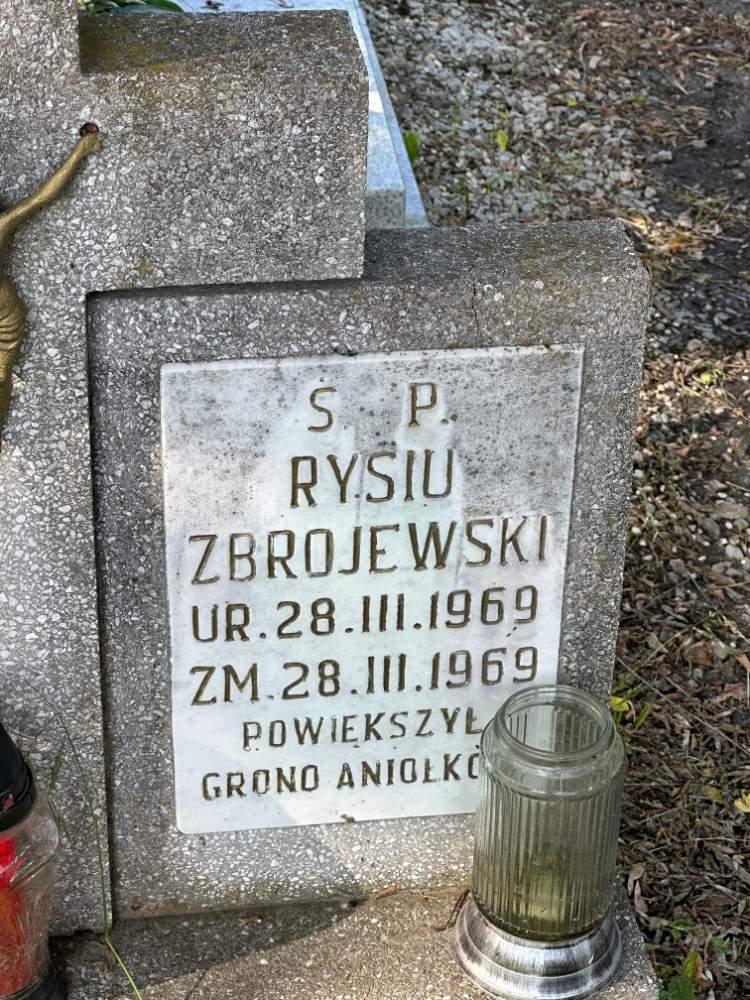 S. P.
RYSIU
ZBROJEWSKI
UR. 28.III.1969
ZM. 28.III.1969
POWIĘKSZYŁ
GRONO ANIOŁKÓ